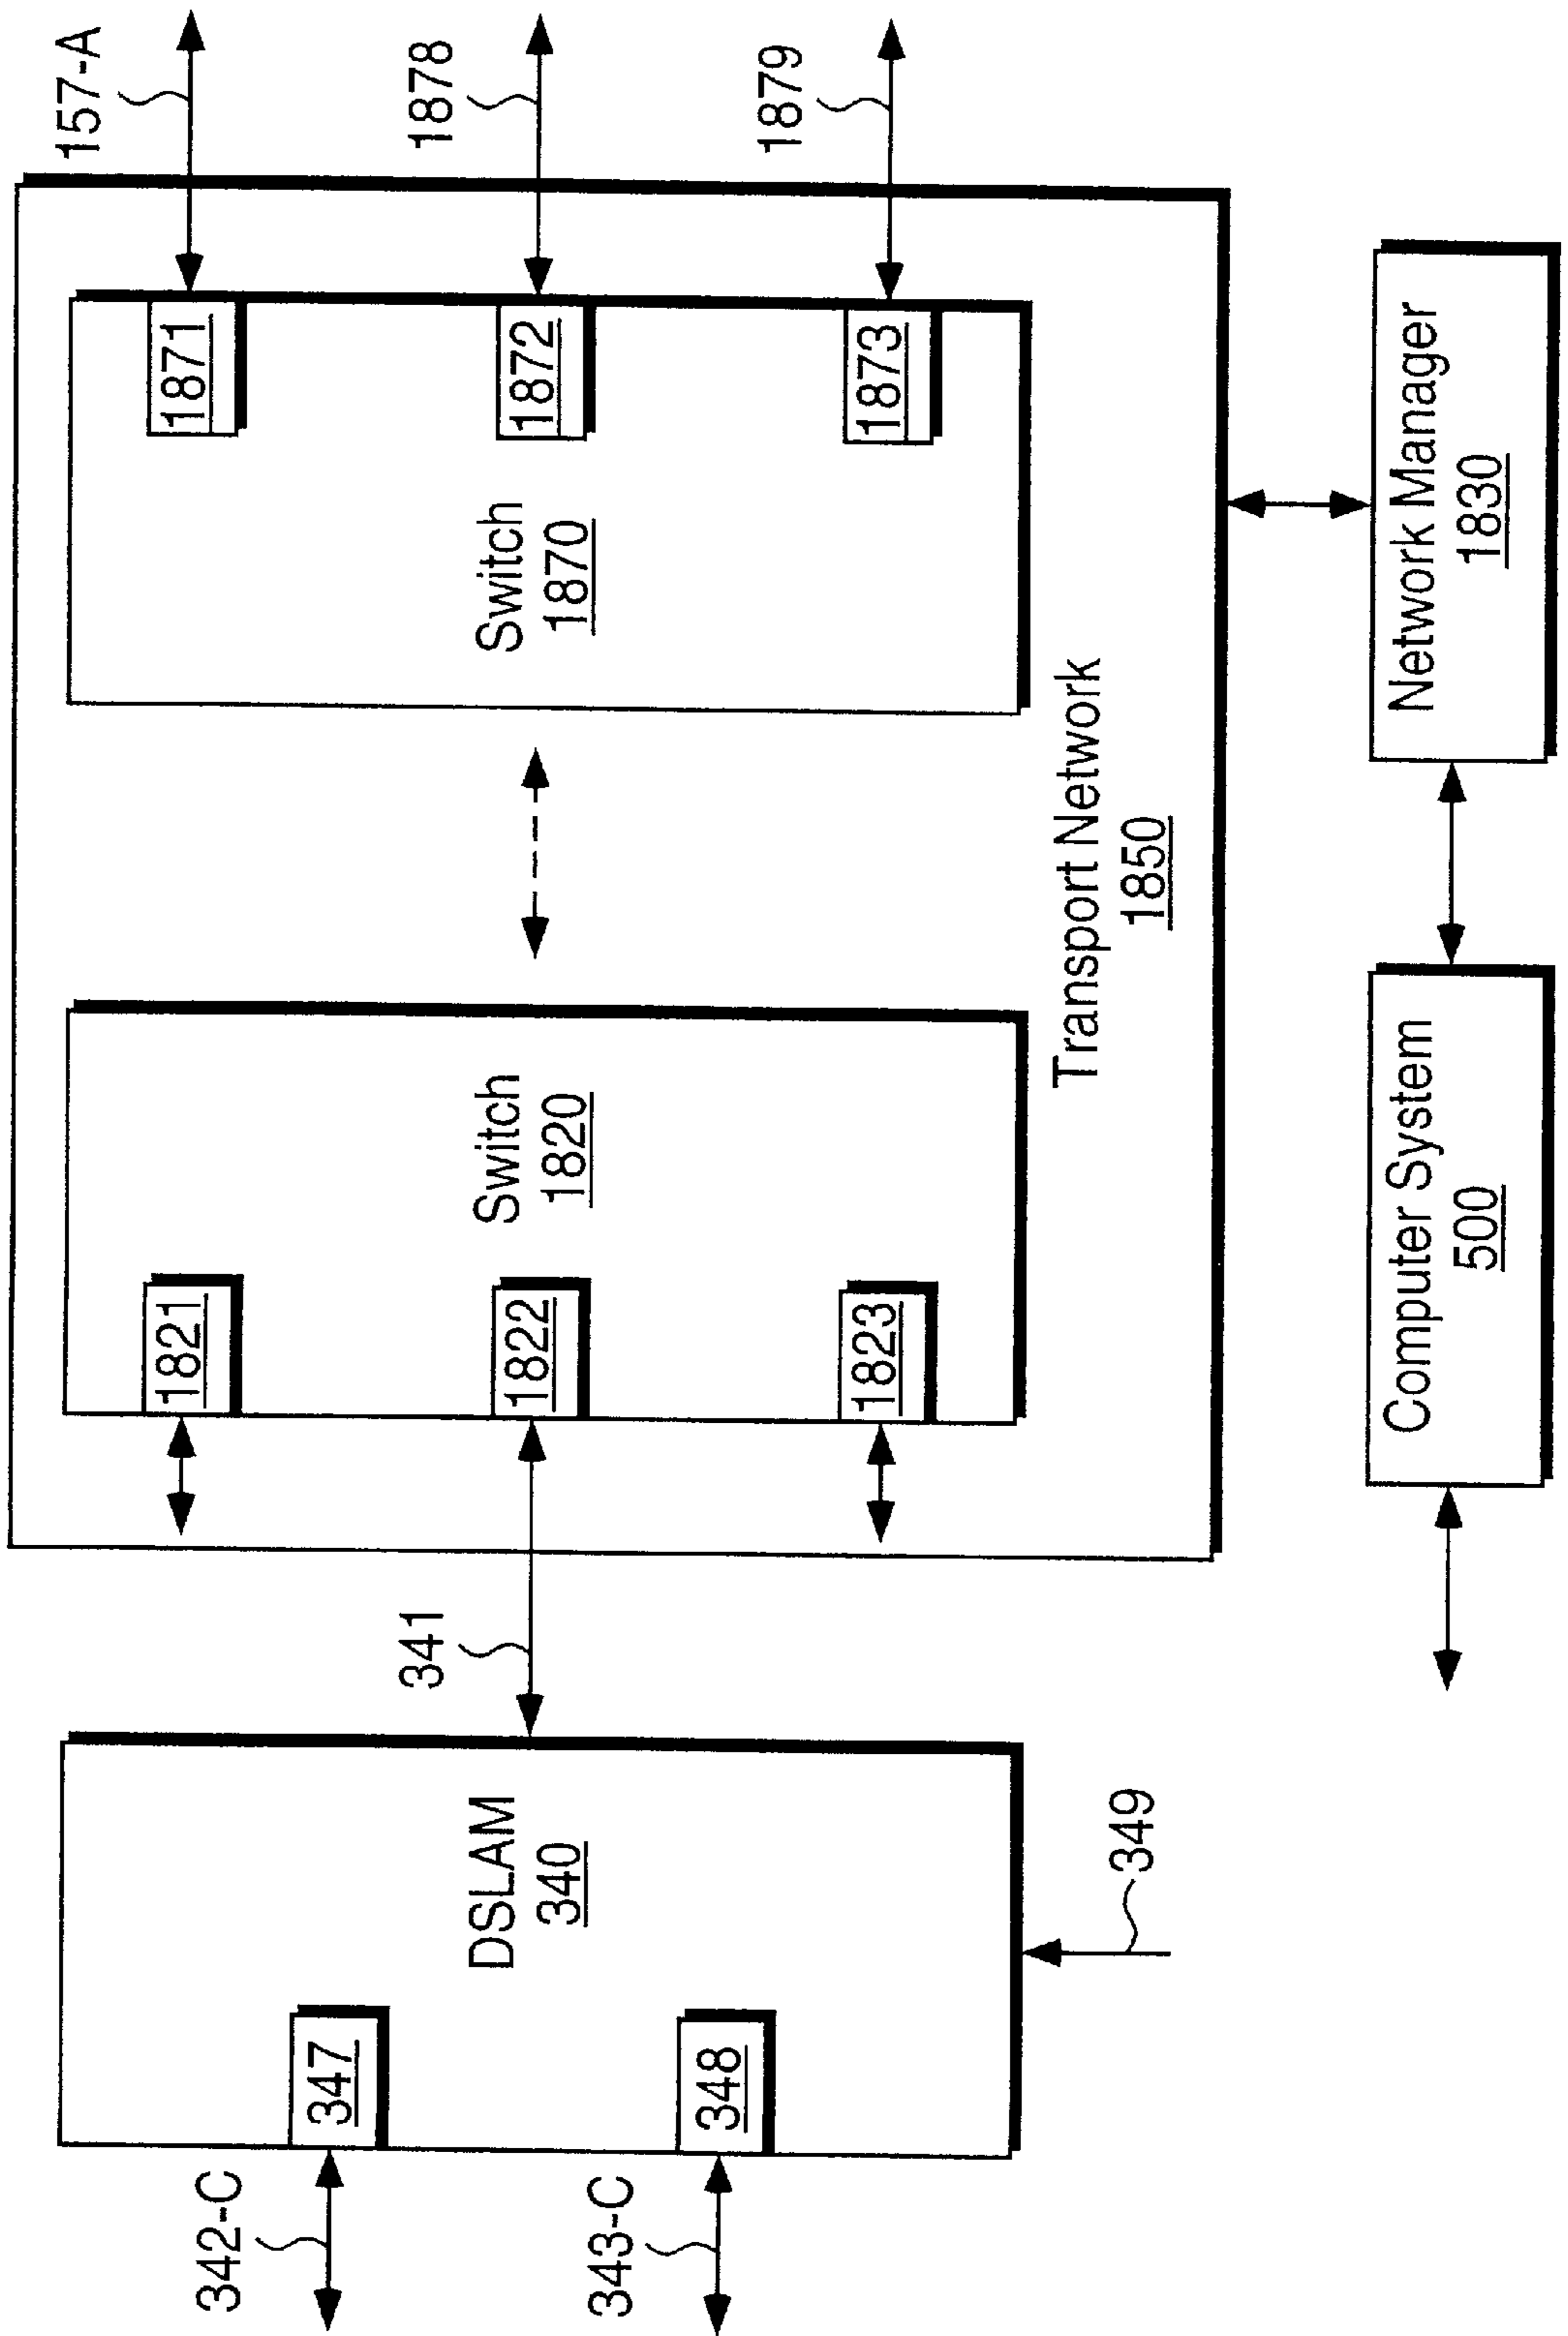 342-C
343-C
347
348
DSLAM
340
349
341
1821
1822
1823
Switch
1820
Switch
1870
1871
1872
1873
157-A
1878
1879
Transport Network
1850
Computer System
500
Network Manager
1830